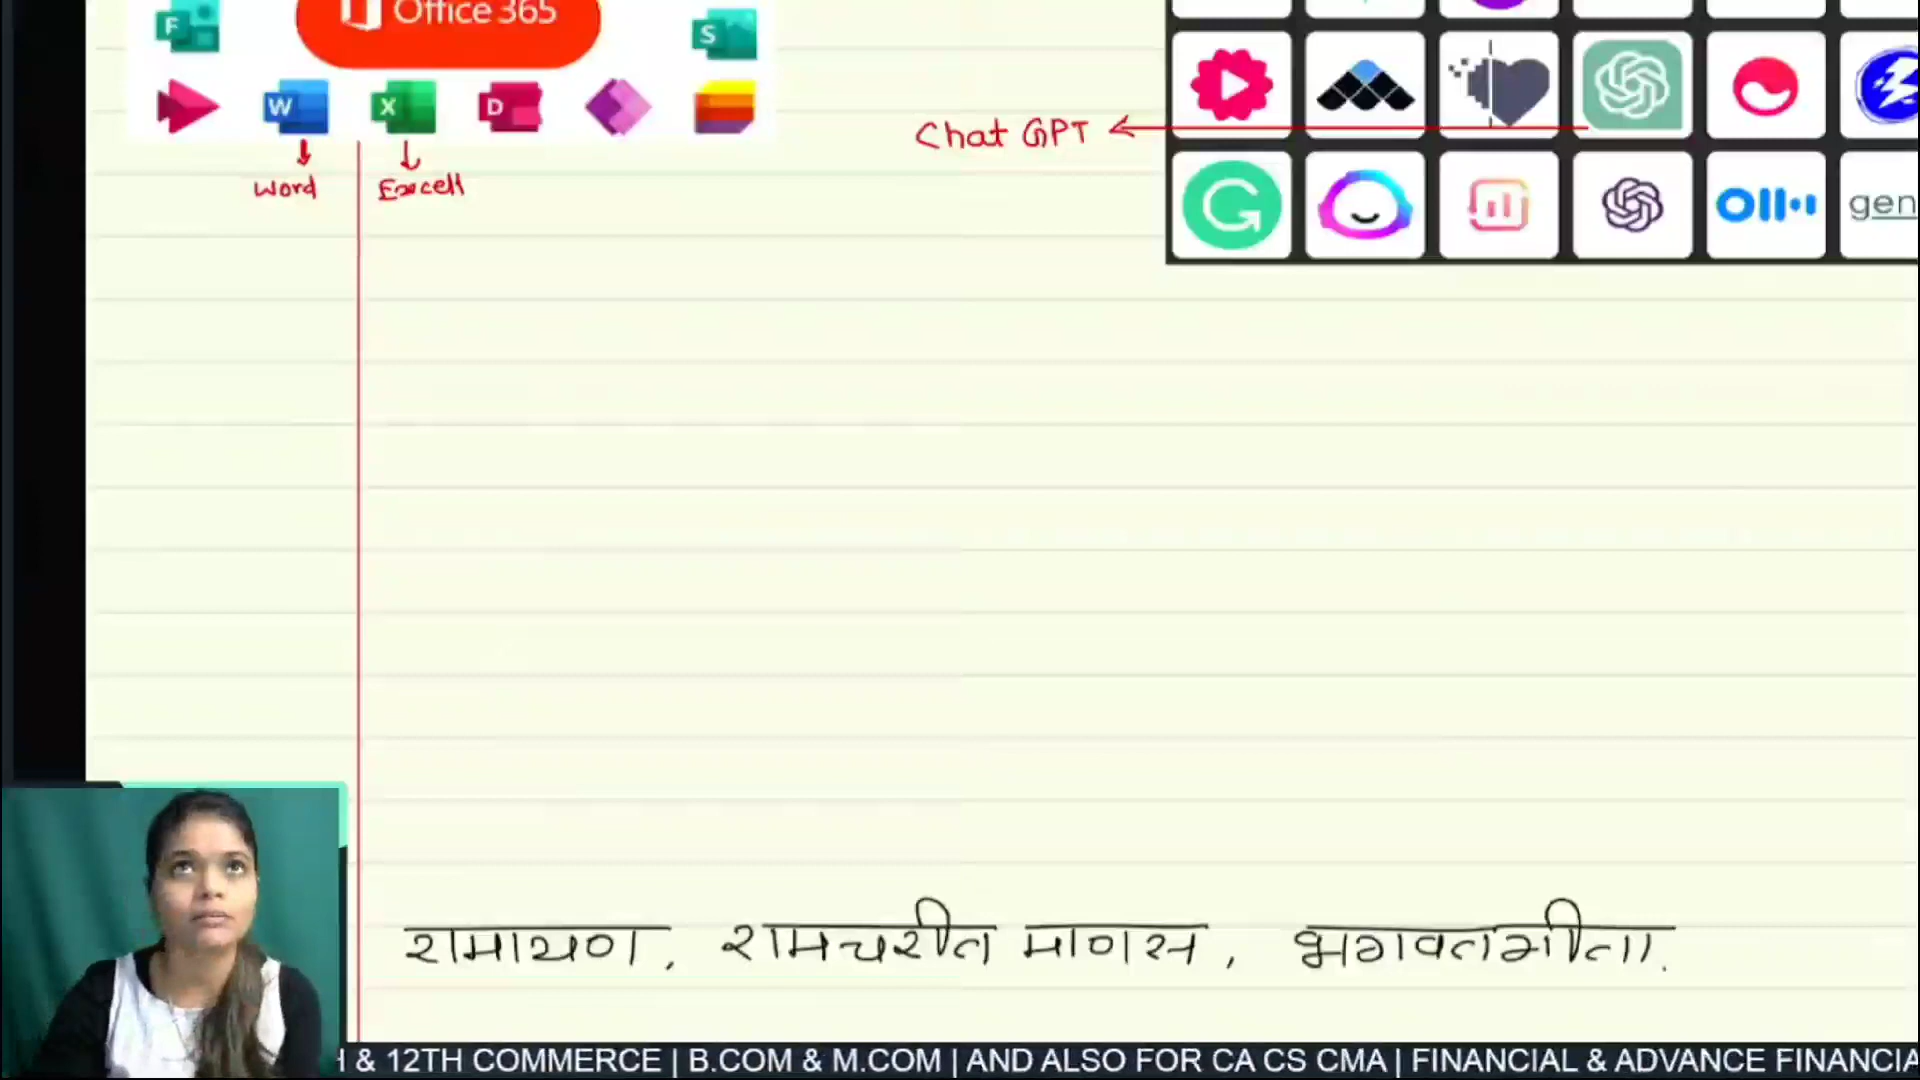 Office 365
F
S
W
X
D
Chat GPT
Word
Excell
gen
रामायण, रामचरीत माणस, भगवतगीता.
& 12TH COMMERCE | B.COM & M.COM | AND ALSO FOR CA CS CMA | FINANCIAL & ADVANCE FINANCIA